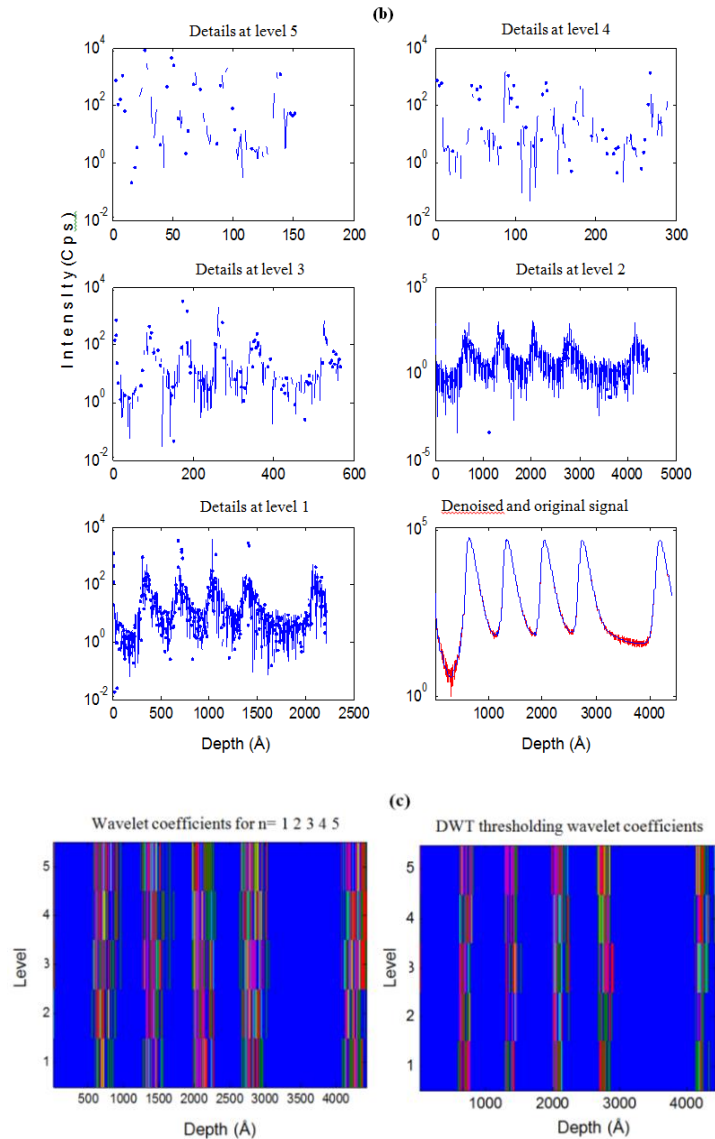 (b)
Details at level 5
Details at level 4
10^4
10^2
10^0
10^-2
0 50 100 150 200
10^4
10^2
10^0
10^-2
0 100 200 300
Intensity (Cps)
Details at level 3
Details at level 2
10^4
10^2
10^0
10^-2
0 200 400 600
10^5
10^0
10^-5
0 1000 2000 3000 4000 5000
Details at level 1
Denoised and original signal
10^4
10^2
10^0
10^-2
0 500 1000 1500 2000 2500
Depth (Å)
10^5
10^0
1000 2000 3000 4000
Depth (Å)
(c)
Wavelet coefficients for n= 1 2 3 4 5
DWT thresholding wavelet coefficients
Level
5
4
3
2
1
500 1000 1500 2000 2500 3000 3500 4000
Depth (Å)
Level
5
4
3
2
1
1000 2000 3000 4000
Depth (Å)